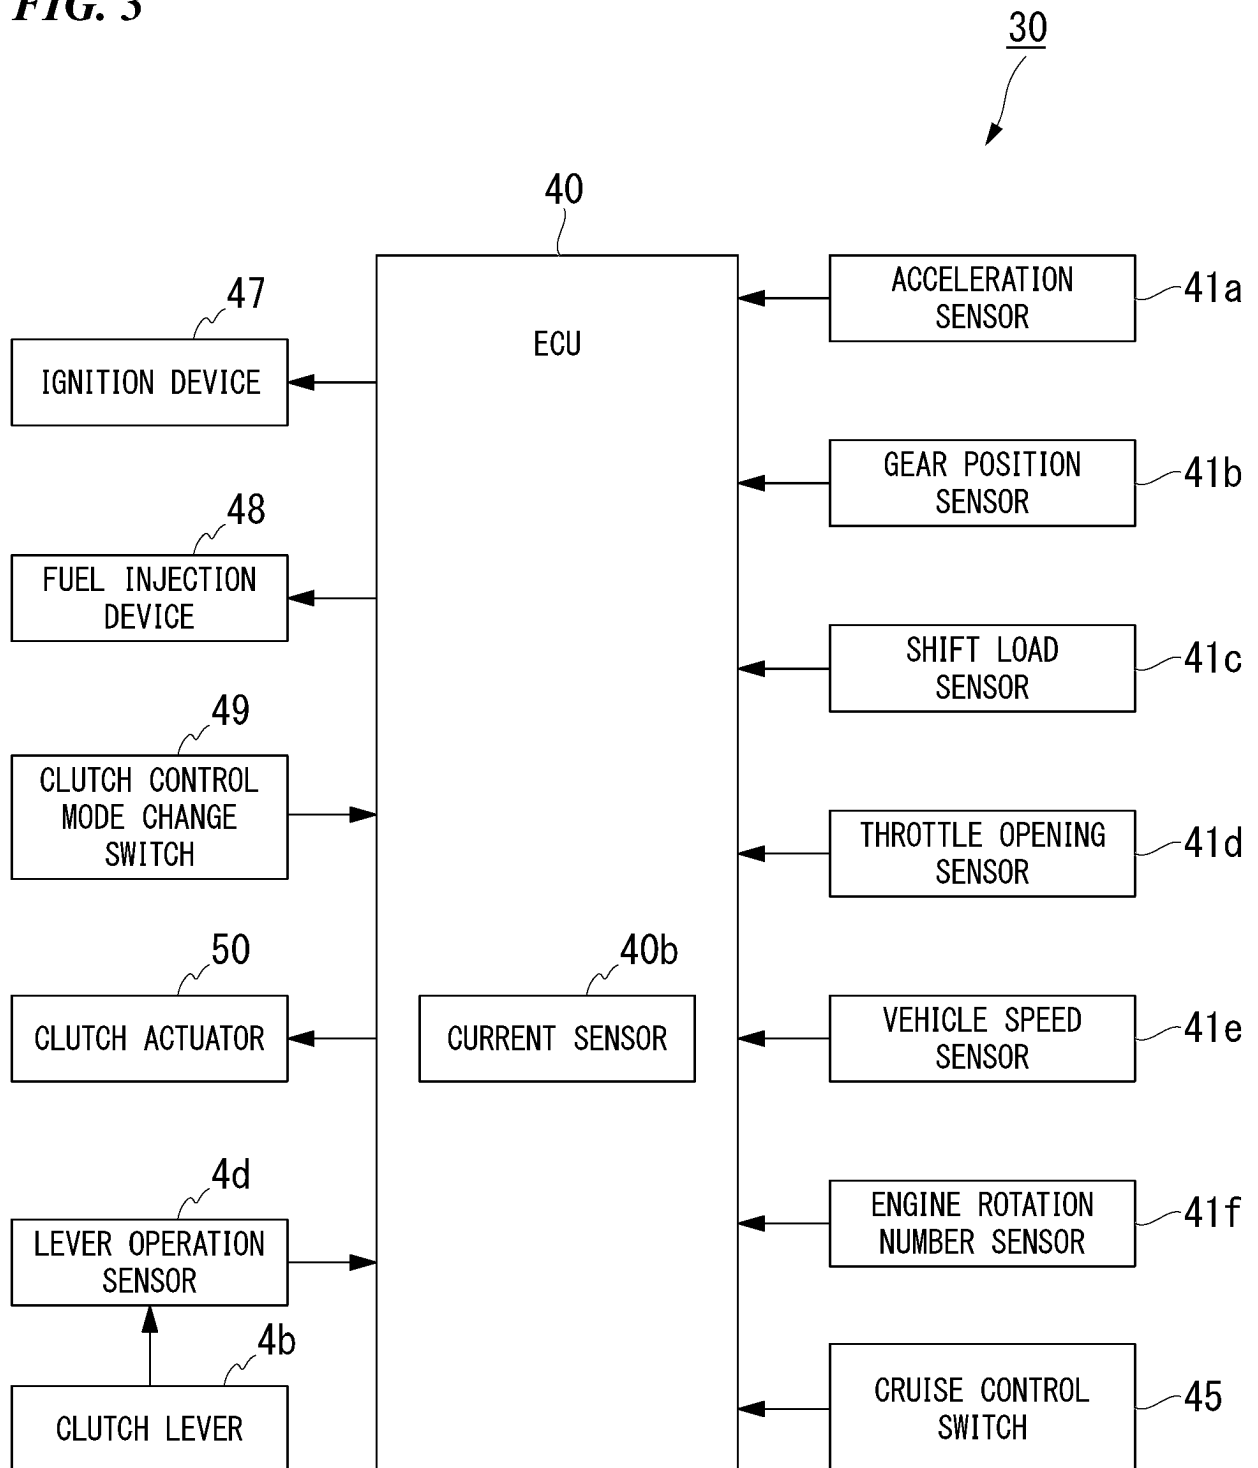 FIG. 3
30
40
ECU
47
IGNITION DEVICE
48
FUEL INJECTION
DEVICE
49
CLUTCH CONTROL
MODE CHANGE
SWITCH
50
CLUTCH ACTUATOR
4d
LEVER OPERATION
SENSOR
4b
CLUTCH LEVER
40b
CURRENT SENSOR
ACCELERATION
SENSOR
41a
GEAR POSITION
SENSOR
41b
SHIFT LOAD
SENSOR
41c
THROTTLE OPENING
SENSOR
41d
VEHICLE SPEED
SENSOR
41e
ENGINE ROTATION
NUMBER SENSOR
41f
CRUISE CONTROL
SWITCH
45